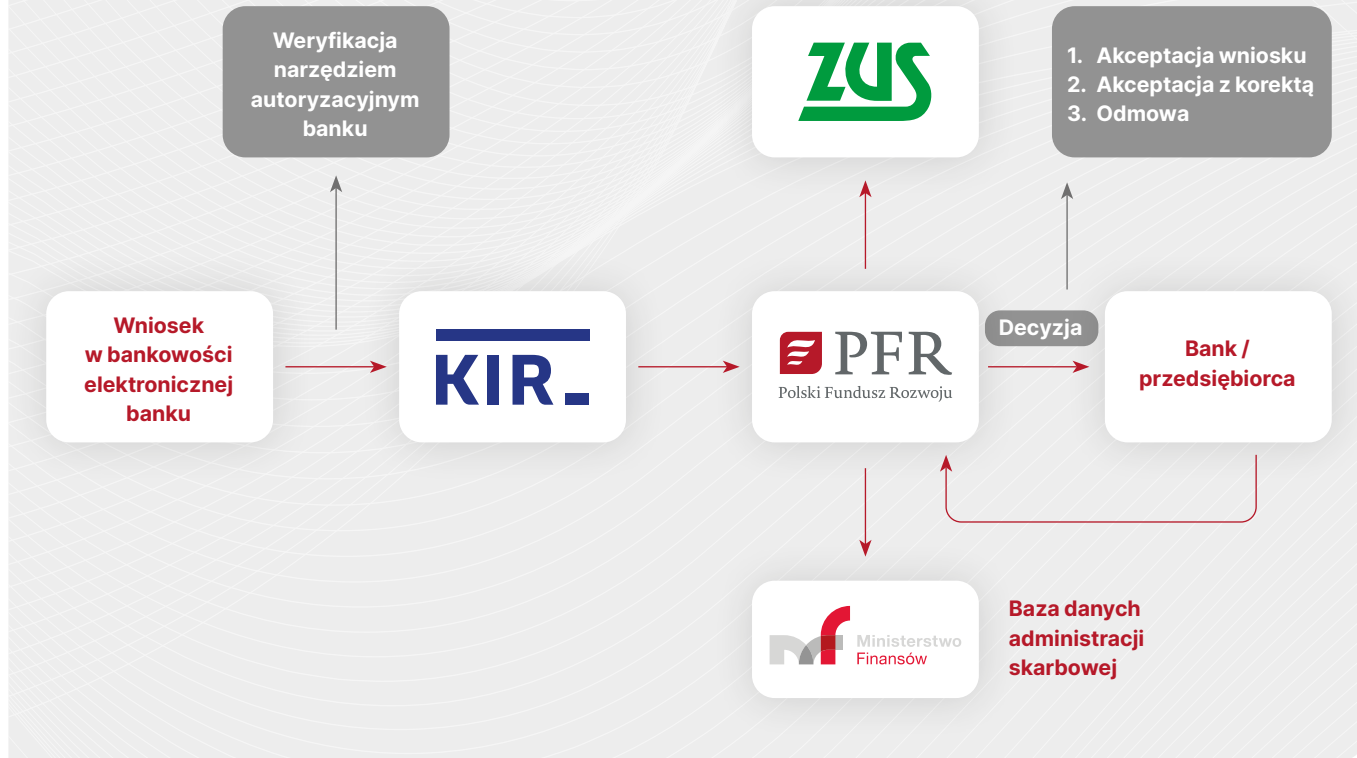 Weryfikacja
narzędziem
autoryzacyjnym
banku
ZUS
1. Akceptacja wniosku
2. Akceptacja z korektą
3. Odmowa
Wniosek
w bankowości
elektronicznej
banku
KIR_
PFR
Polski Fundusz Rozwoju
Decyzja
Bank /
przedsiębiorca
Ministerstwo
Finansów
Baza danych
administracji
skarbowej